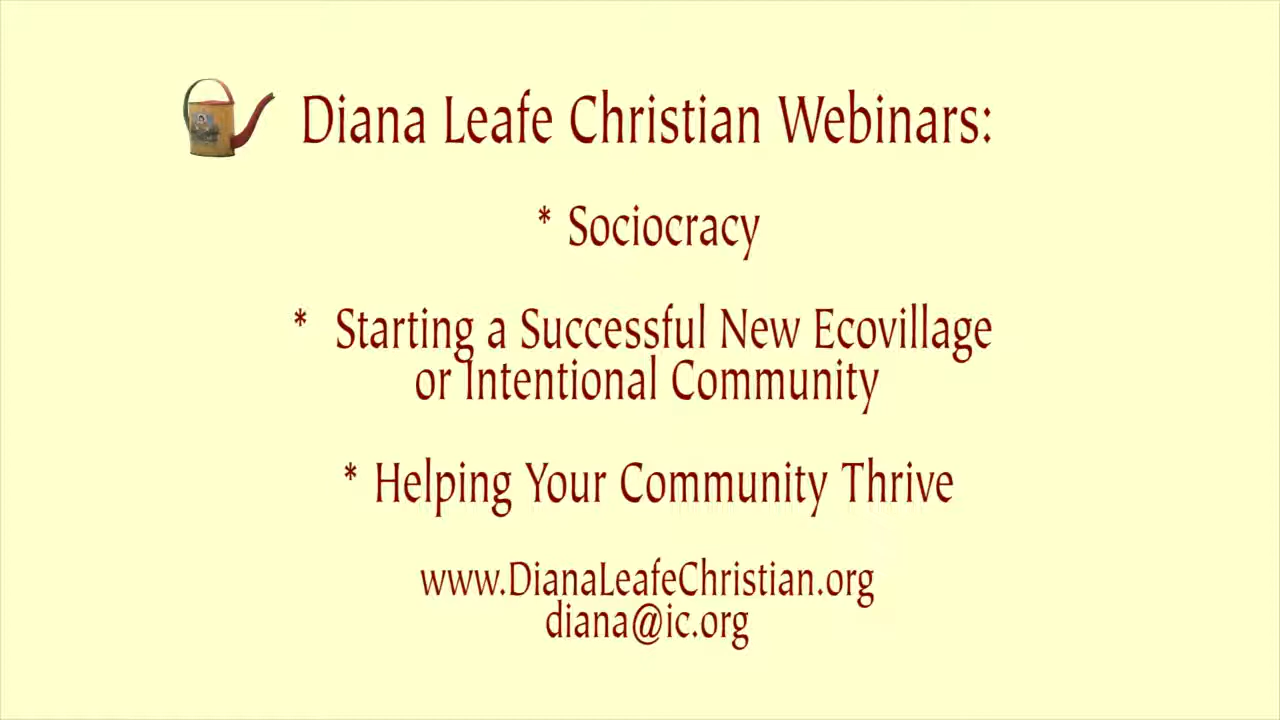 Diana Leafe Christian Webinars:
* Sociocracy
* Starting a Successful New Ecovillage
or Intentional Community
* Helping Your Community Thrive
www.DianaLeafeChristian.org
diana@ic.org